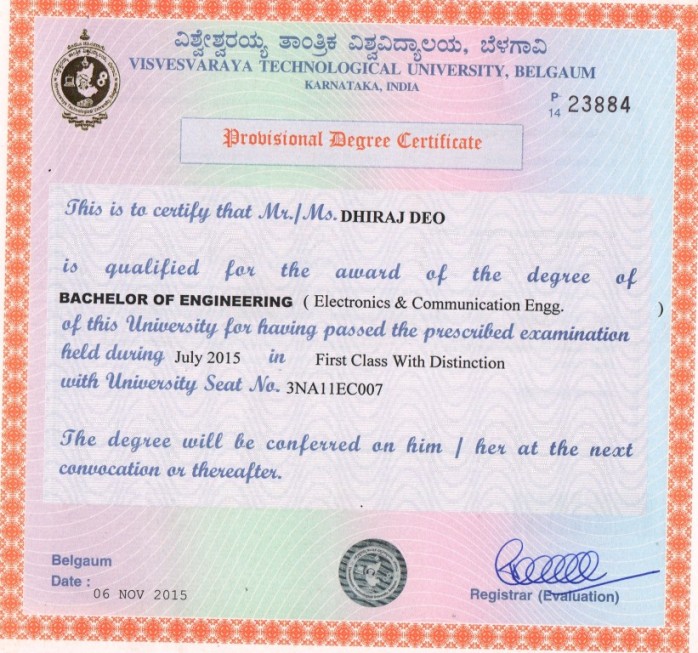 ವಿಶ್ವೇಶ್ವರಯ್ಯ ತಾಂತ್ರಿಕ ವಿಶ್ವವಿದ್ಯಾಲಯ, ಬೆಳಗಾವಿ
VISVESVARAYA TECHNOLOGICAL UNIVERSITY, BELGAUM
KARNATAKA, INDIA
P 14 23884
Provisional Degree Certificate
This is to certify that Mr./Ms. DHIRAJ DEO
is qualified for the award of the degree of
BACHELOR OF ENGINEERING ( Electronics & Communication Engg. )
of this University for having passed the prescribed examination
held during July 2015 in First Class With Distinction
with University Seat No. 3NA11EC007
The degree will be conferred on him / her at the next
convocation or thereafter.
Belgaum
Date : 06 NOV 2015
Registrar (Evaluation)